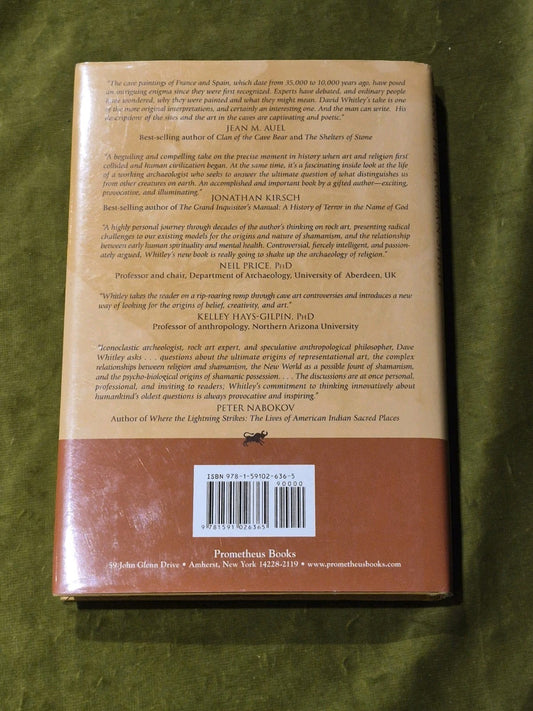 "The cave paintings of France and Spain, which date from 35,000 to 10,000 years ago, have posed
an intriguing enigma since they were first recognized. Experts have debated, and ordinary people
have wondered, why they were painted and what they might mean. David Whitley's take is one
of the more original interpretations, and certainly an interesting one. And the man can write. His
descriptions of the sites and the art in the caves are captivating and poetic."
JEAN M. AUEL
Best-selling author of Clan of the Cave Bear and The Shelters of Stone
"A beguiling and compelling take on the precise moment in history when art and religion first
collided and human civilization began. At the same time, it's a fascinating inside look at the life
of a working archaeologist who seeks to answer the ultimate question of what distinguishes us
from other creatures on earth. An accomplished and important book by a gifted author—exciting,
provocative, and illuminating."
JONATHAN KIRSCH
Best-selling author of The Grand Inquisitor's Manual: A History of Terror in the Name of God
"A highly personal journey through decades of the author's thinking on rock art, presenting radical
challenges to our existing models for the origins and nature of shamanism, and the relationship
between early human spirituality and mental health. Controversial, fiercely intelligent, and passion-
ately argued, Whitley's new book is really going to shake up the archaeology of religion."
NEIL PRICE, PHD
Professor and chair, Department of Archaeology, University of Aberdeen, UK
"Whitley takes the reader on a rip-roaring romp through cave art controversies and introduces a new
way of looking for the origins of belief, creativity, and art."
KELLEY HAYS-GILPIN, PHD
Professor of anthropology, Northern Arizona University
"Iconoclastic archeologist, rock art expert, and speculative anthropological philosopher, Dave
Whitley asks . . . questions about the ultimate origins of representational art, the complex
relationships between religion and shamanism, the New World as a possible fount of shamanism,
and the psycho-biological origins of shamanic possession. . . . The discussions are at once personal,
professional, and inviting to readers; Whitley's commitment to thinking innovatively about
humankind's oldest questions is always provocative and inspiring."
PETER NABOKOV
Author of Where the Lightning Strikes: The Lives of American Indian Sacred Places
ISBN 978-1-59102-636-5
90000
9 781591 026365
Prometheus Books
59 John Glenn Drive • Amherst, New York 14228-2119 • www.prometheusbooks.com